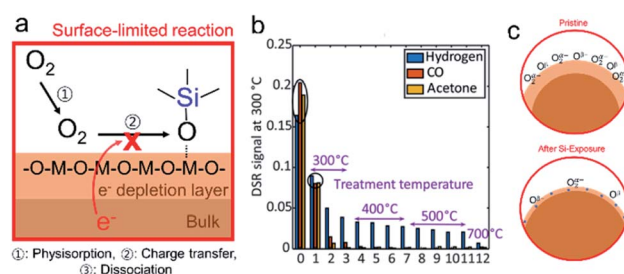 a
Surface-limited reaction
O₂
①
O₂
②
Si
O
X
-O-M-O-M-O-M-O-M-O-
e⁻ depletion layer
e⁻
Bulk
①: Physisorption, ②: Charge transfer,
③: Dissociation
b
DSR signal at 300 °C
0.25
0.2
0.15
0.1
0.05
0
Hydrogen
CO
Acetone
300°C
Treatment temperature
400°C
500°C
700°C
0 1 2 3 4 5 6 7 8 9 10 11 12
c
Pristine
After Si-Exposure